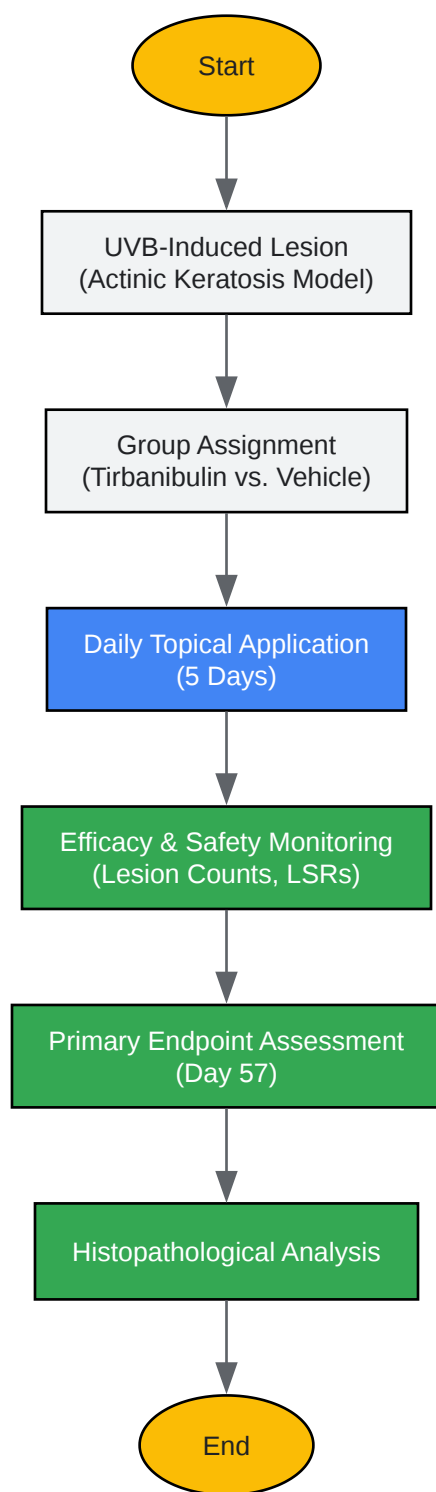 Start
UVB-Induced Lesion
(Actinic Keratosis Model)
Group Assignment
(Tirbanibulin vs. Vehicle)
Daily Topical Application
(5 Days)
Efficacy & Safety Monitoring
(Lesion Counts, LSRs)
Primary Endpoint Assessment
(Day 57)
Histopathological Analysis
End